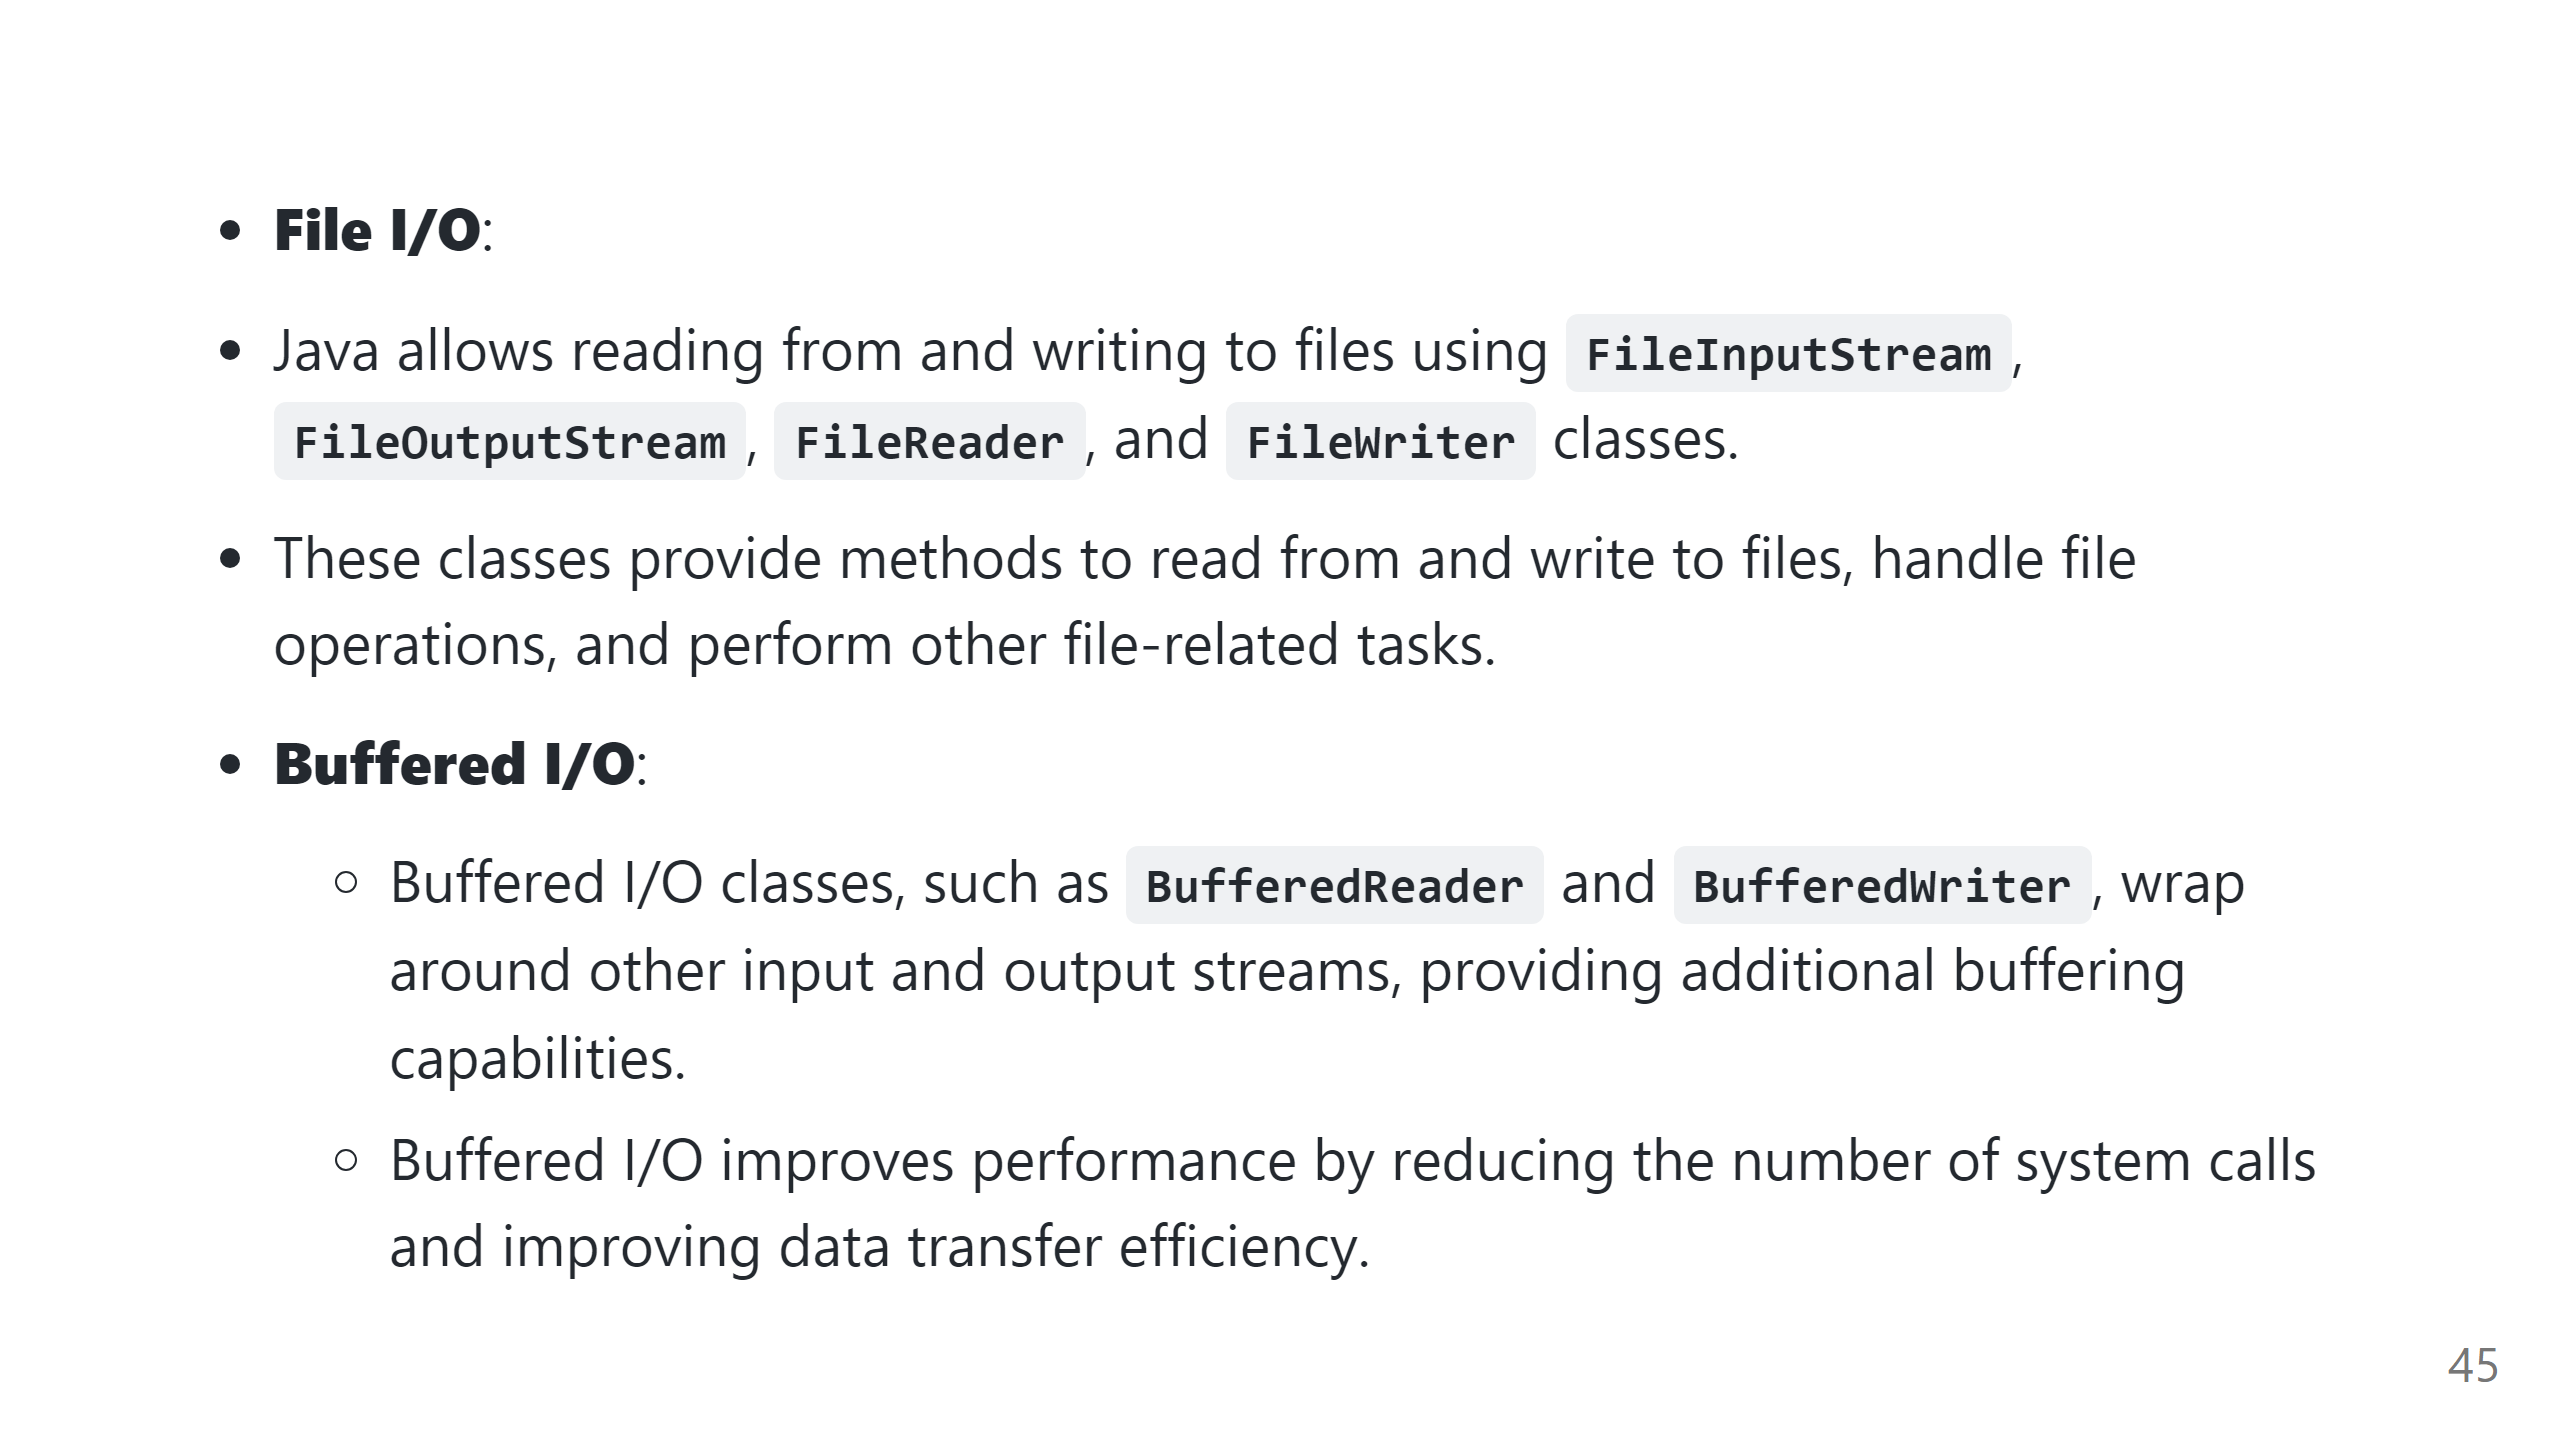 File I/O:
Java allows reading from and writing to files using FileInputStream,
FileOutputStream, FileReader, and FileWriter classes.
These classes provide methods to read from and write to files, handle file
operations, and perform other file-related tasks.
Buffered I/O:
Buffered I/O classes, such as BufferedReader and BufferedWriter, wrap
around other input and output streams, providing additional buffering
capabilities.
Buffered I/O improves performance by reducing the number of system calls
and improving data transfer efficiency.
45